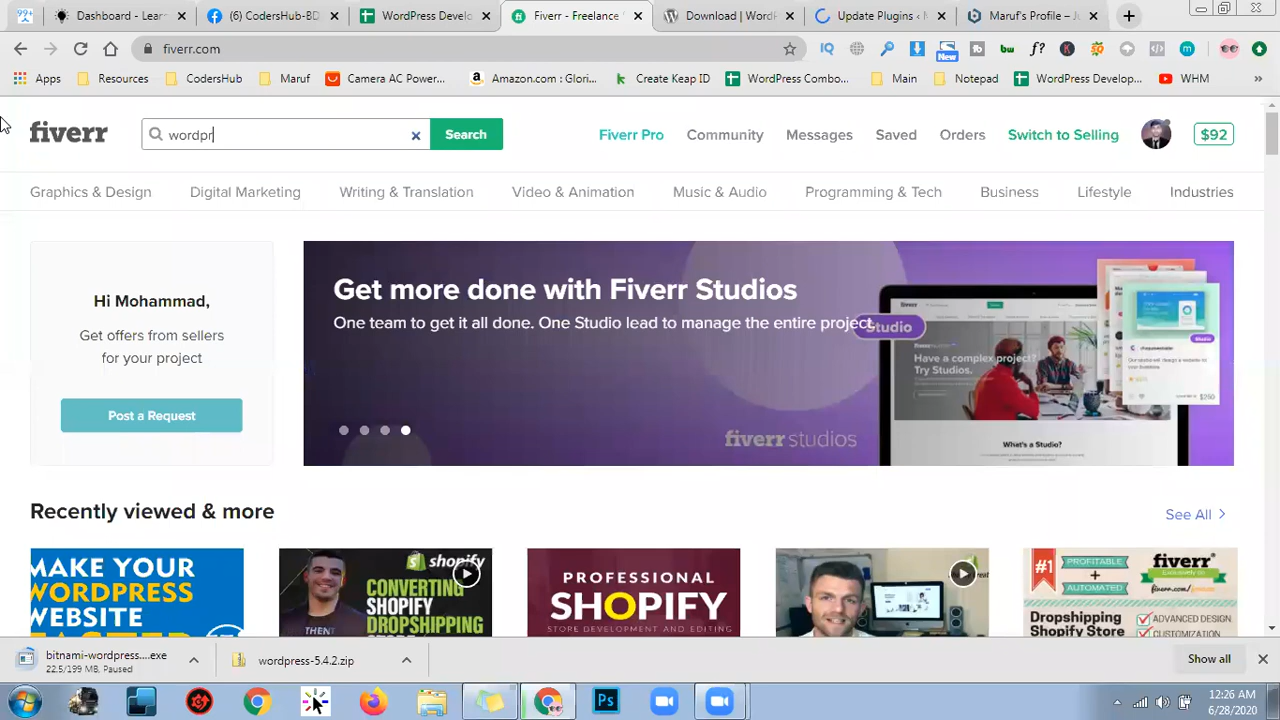 Dashboard - Lear
(6) CodersHub-BD
WordPress Develo
Fiverr - Freelance
Download | WordP
Update Plugins
Maruf's Profile – J
fiverr.com
New
bw
f?
Apps
Resources
CodersHub
Maruf
Camera AC Power...
Amazon.com : Glori...
Create Keap ID
WordPress Combo...
Main
Notepad
WordPress Develop...
WHM
fiverr
wordpr
Search
Fiverr Pro
Community
Messages
Saved
Orders
Switch to Selling
$92
Graphics & Design
Digital Marketing
Writing & Translation
Video & Animation
Music & Audio
Programming & Tech
Business
Lifestyle
Industries
Hi Mohammad,
Get offers from sellers
for your project
Post a Request
Get more done with Fiverr Studios
One team to get it all done. One Studio lead to manage the entire project.
Studio
Have a complex project?
Try Studios.
What's a Studio?
$250
fiverr studios
Recently viewed & more
See All
MAKE YOUR
WORDPRESS
WEBSITE
FASTER
shopify
CONVERTING
SHOPIFY
DROPSHIPPING
THEN
PROFESSIONAL
SHOPIFY
STORE DEVELOPMENT AND EDITING
#1
PROFITABLE
+
AUTOMATED
fiverr
Dropshipping
Shopify Store
ADVANCED DESIGN
CUSTOMIZATION
bitnami-wordpress....exe
22.5/199 MB, Paused
wordpress-5.4.2.zip
Show all
12:26 AM
6/28/2020